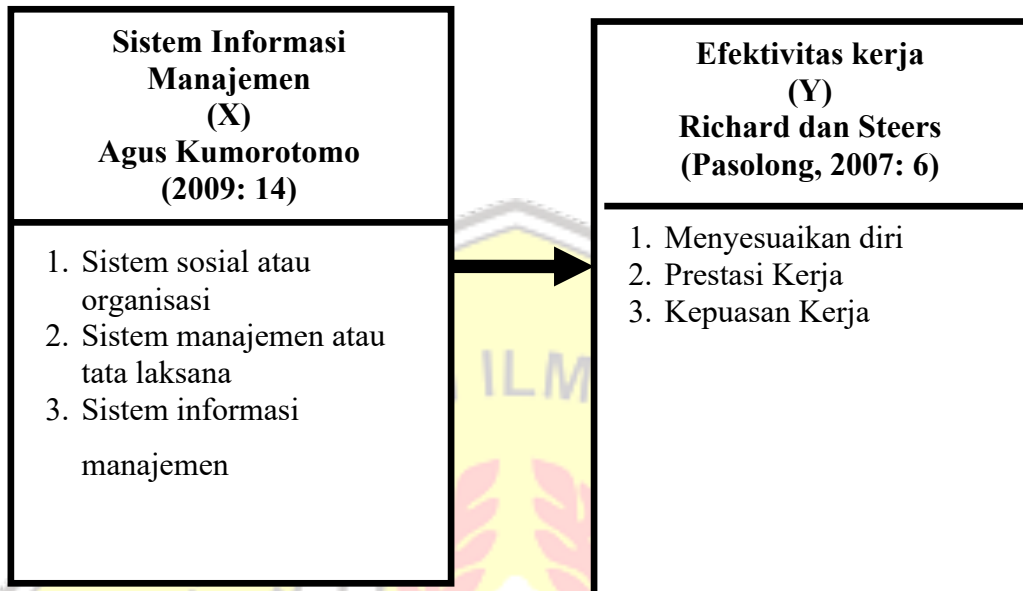 Sistem Informasi
Manajemen
(X)
Agus Kumorotomo
(2009: 14)
1. Sistem sosial atau
organisasi
2. Sistem manajemen atau
tata laksana
3. Sistem informasi
manajemen
Efektivitas kerja
(Y)
Richard dan Steers
(Pasolong, 2007: 6)
1. Menyesuaikan diri
2. Prestasi Kerja
3. Kepuasan Kerja
ILM